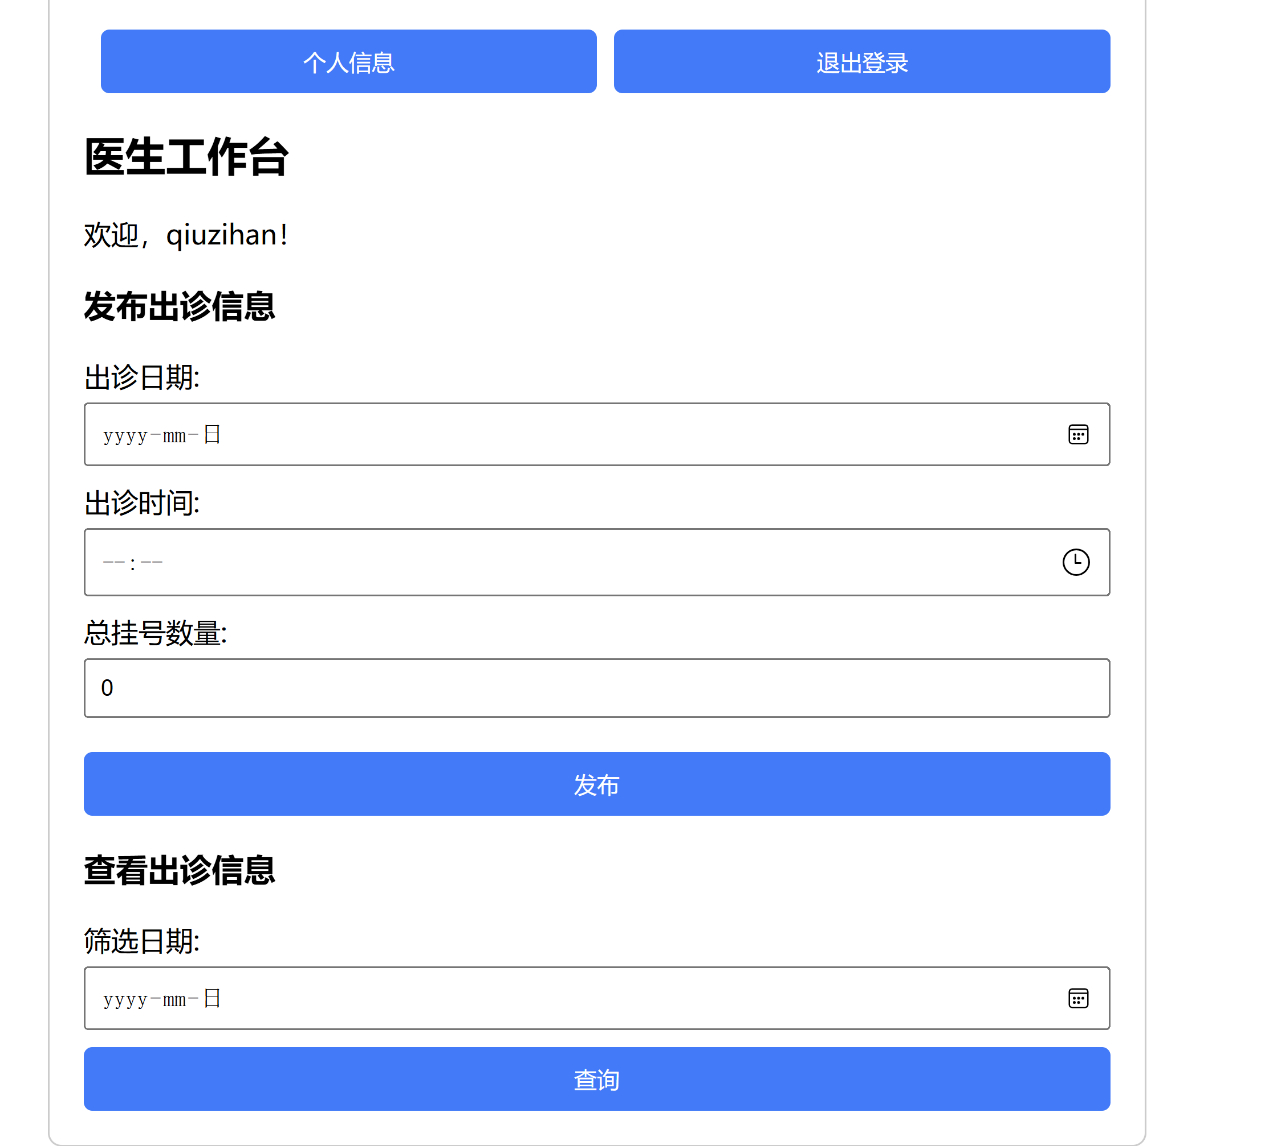 个人信息 退出登录
医生工作台
欢迎，qiuzihan！
发布出诊信息
出诊日期:
yyyy-mm-日
出诊时间:
--:--
总挂号数量:
0
发布
查看出诊信息
筛选日期:
yyyy-mm-日
查询